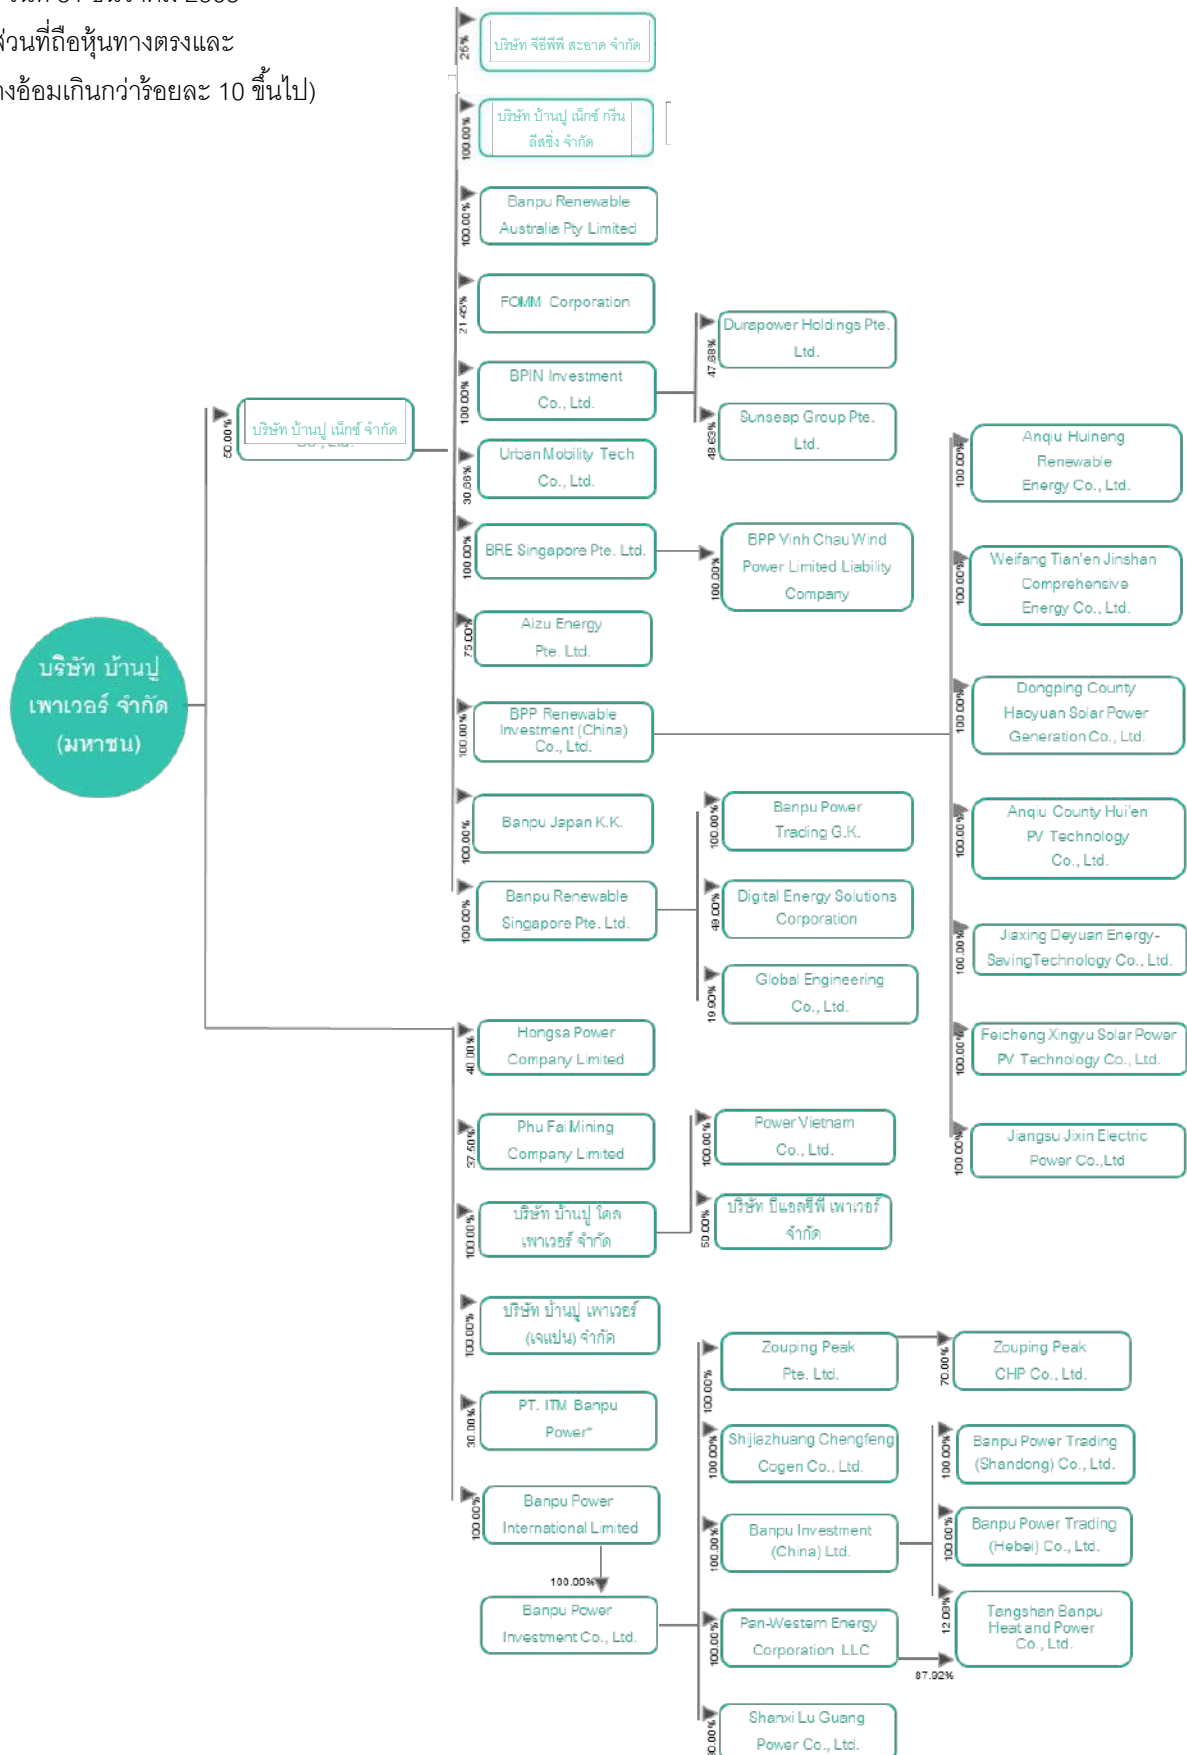 31 ธันวาคม
ส่วนที่ถือหุ้นทางตรงและ
างอ้อมเกินกว่าร้อยละ 10 ขึ้นไป)
25%
บริษัท จีอีพีพี สะอาด จำกัด
100.00%
บริษัท บ้านปู เน็กซ์ กรีน
ลีสซิ่ง จำกัด
100.00%
Banpu Renewable
Australia Pty Limited
21.45%
FOMM Corporation
100.00%
BPIN Investment
Co., Ltd.
47.68%
Durapower Holdings Pte.
Ltd.
48.63%
Sunseap Group Pte.
Ltd.
50.00%
บริษัท บ้านปู เน็กซ์ จำกัด
30.68%
Urban Mobility Tech
Co., Ltd.
100.00%
BRE Singapore Pte. Ltd.
100.00%
BPP Vinh Chau Wind
Power Limited Liability
Company
75.00%
Aizu Energy
Pte. Ltd.
100.00%
BPP Renewable
Investment (China)
Co., Ltd.
100.00%
Anqiu Huineng
Renewable
Energy Co., Ltd.
100.00%
Weifang Tian'en Jinshan
Comprehensive
Energy Co., Ltd.
100.00%
Dongping County
Haoyuan Solar Power
Generation Co., Ltd.
100.00%
Anqiu County Hui'en
PV Technology
Co., Ltd.
100.00%
Jiaxing Deyuan Energy-
SavingTechnology Co., Ltd.
100.00%
Feicheng Xingyu Solar Power
PV Technology Co., Ltd.
100.00%
Jiangsu Jixin Electric
Power Co.,Ltd
บริษัท บ้านปู
เพาเวอร์ จำกัด
(มหาชน)
100.00%
Banpu Japan K.K.
100.00%
Banpu Renewable
Singapore Pte. Ltd.
100.00%
Banpu Power
Trading G.K.
49.00%
Digital Energy Solutions
Corporation
19.90%
Global Engineering
Co., Ltd.
40.00%
Hongsa Power
Company Limited
37.50%
Phu Fai Mining
Company Limited
100.00%
บริษัท บ้านปู โคล
เพาเวอร์ จำกัด
100.00%
Power Vietnam
Co., Ltd.
50.00%
บริษัท บีแอลซีพี เพาเวอร์
จำกัด
100.00%
บริษัท บ้านปู เพาเวอร์
(เจแปน) จำกัด
30.00%
PT. ITM Banpu
Power*
100.00%
Banpu Power
International Limited
100.00%
Banpu Power
Investment Co., Ltd.
100.00%
Zouping Peak
Pte. Ltd.
70.00%
Zouping Peak
CHP Co., Ltd.
100.00%
Shijiazhuang Chengfeng
Cogen Co., Ltd.
100.00%
Banpu Investment
(China) Ltd.
100.00%
Banpu Power Trading
(Shandong) Co., Ltd.
100.00%
Banpu Power Trading
(Hebei) Co., Ltd.
12.08%
Tangshan Banpu
Heat and Power
Co., Ltd.
100.00%
Pan-Western Energy
Corporation LLC
87.92%
Shanxi Lu Guang
Power Co., Ltd.